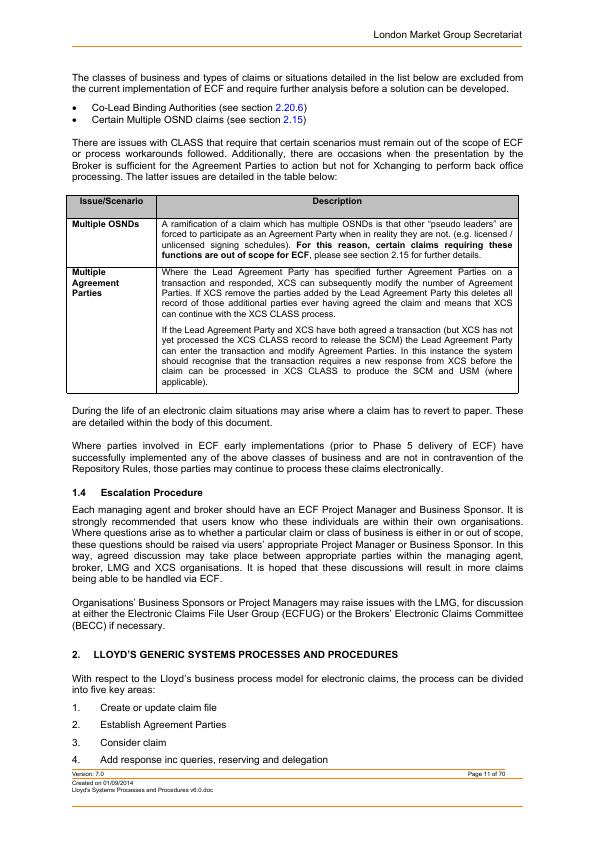 London Market Group Secretariat
The classes of business and types of claims or situations detailed in the list below are excluded from
the current implementation of ECF and require further analysis before a solution can be developed.
• Co-Lead Binding Authorities (see section 2.20.6)
• Certain Multiple OSND claims (see section 2.15)
There are issues with CLASS that require that certain scenarios must remain out of the scope of ECF
or process workarounds followed. Additionally, there are occasions when the presentation by the
Broker is sufficient for the Agreement Parties to action but not for Xchanging to perform back office
processing. The latter issues are detailed in the table below:
Issue/Scenario Description
Multiple OSNDs
A ramification of a claim which has multiple OSNDs is that other “pseudo leaders” are
forced to participate as an Agreement Party when in reality they are not. (e.g. licensed /
unlicensed signing schedules). For this reason, certain claims requiring these
functions are out of scope for ECF, please see section 2.15 for further details.
Multiple
Agreement
Parties
Where the Lead Agreement Party has specified further Agreement Parties on a
transaction and responded, XCS can subsequently modify the number of Agreement
Parties. If XCS remove the parties added by the Lead Agreement Party this deletes all
record of those additional parties ever having agreed the claim and means that XCS
can continue with the XCS CLASS process.
If the Lead Agreement Party and XCS have both agreed a transaction (but XCS has not
yet processed the XCS CLASS record to release the SCM) the Lead Agreement Party
can enter the transaction and modify Agreement Parties. In this instance the system
should recognise that the transaction requires a new response from XCS before the
claim can be processed in XCS CLASS to produce the SCM and USM (where
applicable).
During the life of an electronic claim situations may arise where a claim has to revert to paper. These
are detailed within the body of this document.
Where parties involved in ECF early implementations (prior to Phase 5 delivery of ECF) have
successfully implemented any of the above classes of business and are not in contravention of the
Repository Rules, those parties may continue to process these claims electronically.
1.4 Escalation Procedure
Each managing agent and broker should have an ECF Project Manager and Business Sponsor. It is
strongly recommended that users know who these individuals are within their own organisations.
Where questions arise as to whether a particular claim or class of business is either in or out of scope,
these questions should be raised via users’ appropriate Project Manager or Business Sponsor. In this
way, agreed discussion may take place between appropriate parties within the managing agent,
broker, LMG and XCS organisations. It is hoped that these discussions will result in more claims
being able to be handled via ECF.
Organisations’ Business Sponsors or Project Managers may raise issues with the LMG, for discussion
at either the Electronic Claims File User Group (ECFUG) or the Brokers’ Electronic Claims Committee
(BECC) if necessary.
2. LLOYD’S GENERIC SYSTEMS PROCESSES AND PROCEDURES
With respect to the Lloyd’s business process model for electronic claims, the process can be divided
into five key areas:
1. Create or update claim file
2. Establish Agreement Parties
3. Consider claim
4. Add response inc queries, reserving and delegation
Version: 7.0 Page 11 of 70
Created on 01/09/2014
Lloyd's Systems Processes and Procedures v6.0.doc